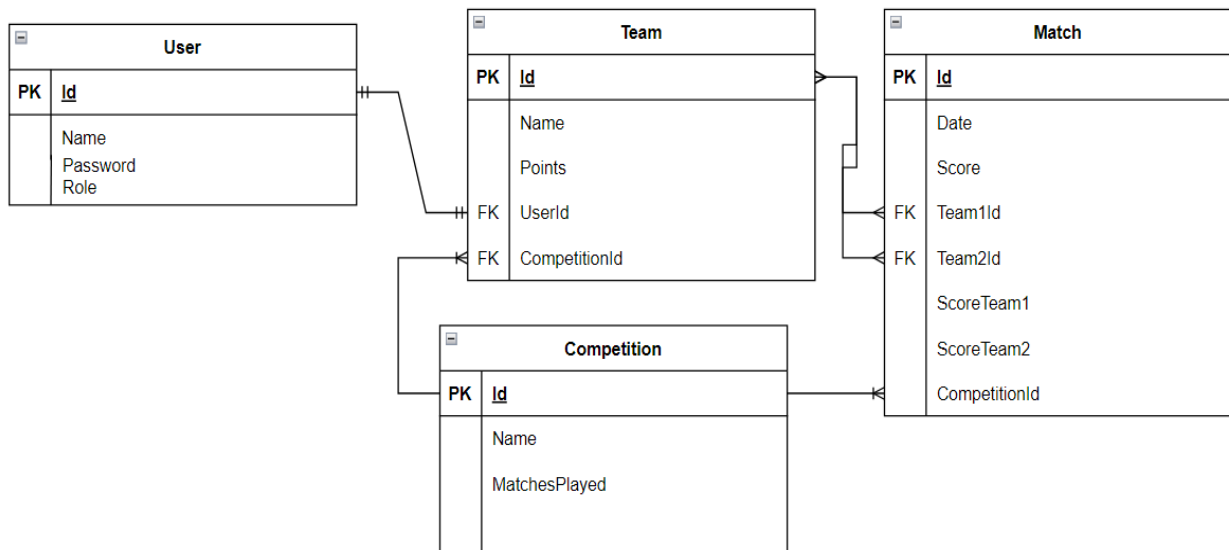 User
PK Id
Name
Password
Role
Team
PK Id
Name
Points
FK UserId
FK CompetitionId
Match
PK Id
Date
Score
FK Team1Id
FK Team2Id
ScoreTeam1
ScoreTeam2
CompetitionId
Competition
PK Id
Name
MatchesPlayed